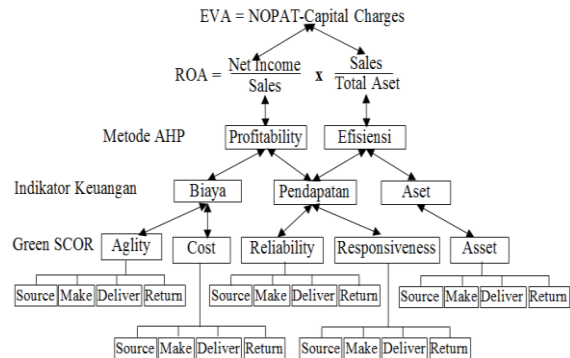 EVA = NOPAT-Capital Charges
ROA = Net Income / Sales x Sales / Total Aset
Metode AHP Profitability Efisiensi
Indikator Keuangan Biaya Pendapatan Aset
Green SCOR Aglity Cost Reliability Responsiveness Asset
Source Make Deliver Return Source Make Deliver Return Source Make Deliver Return
Source Make Deliver Return Source Make Deliver Return